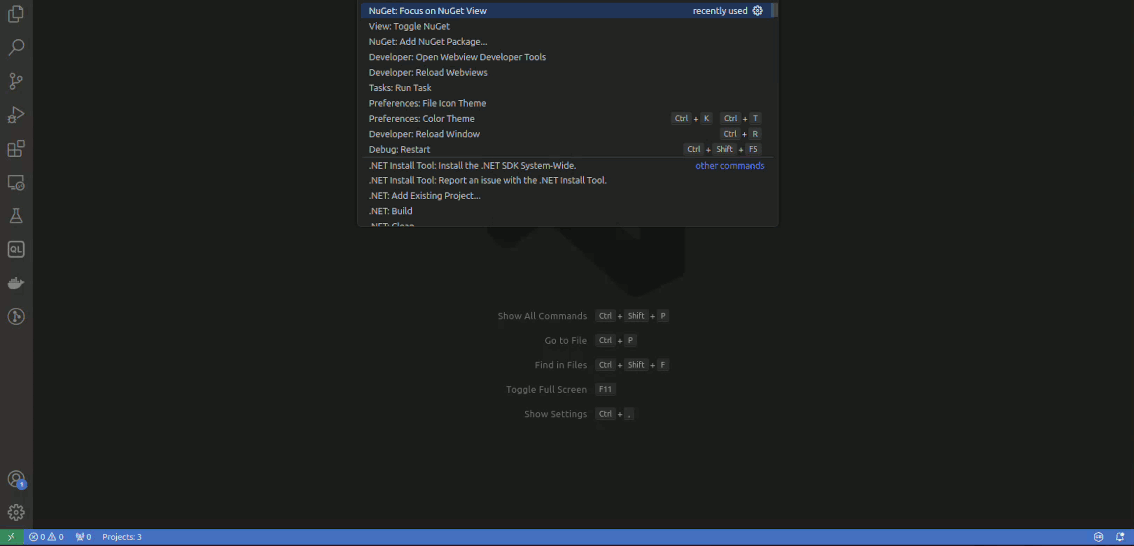 NuGet: Focus on NuGet View recently used
View: Toggle NuGet
NuGet: Add NuGet Package...
Developer: Open Webview Developer Tools
Developer: Reload Webviews
Tasks: Run Task
Preferences: File Icon Theme
Preferences: Color Theme Ctrl + K Ctrl + T
Developer: Reload Window Ctrl + R
Debug: Restart Ctrl + Shift + F5
.NET Install Tool: Install the .NET SDK System-Wide. other commands
.NET Install Tool: Report an issue with the .NET Install Tool.
.NET: Add Existing Project...
.NET: Build
.NET: Clean
QL
Show All Commands Ctrl + Shift + P
Go to File Ctrl + P
Find in Files Ctrl + Shift + F
Toggle Full Screen F11
Show Settings Ctrl + ,
1
0 0 0 Projects: 3